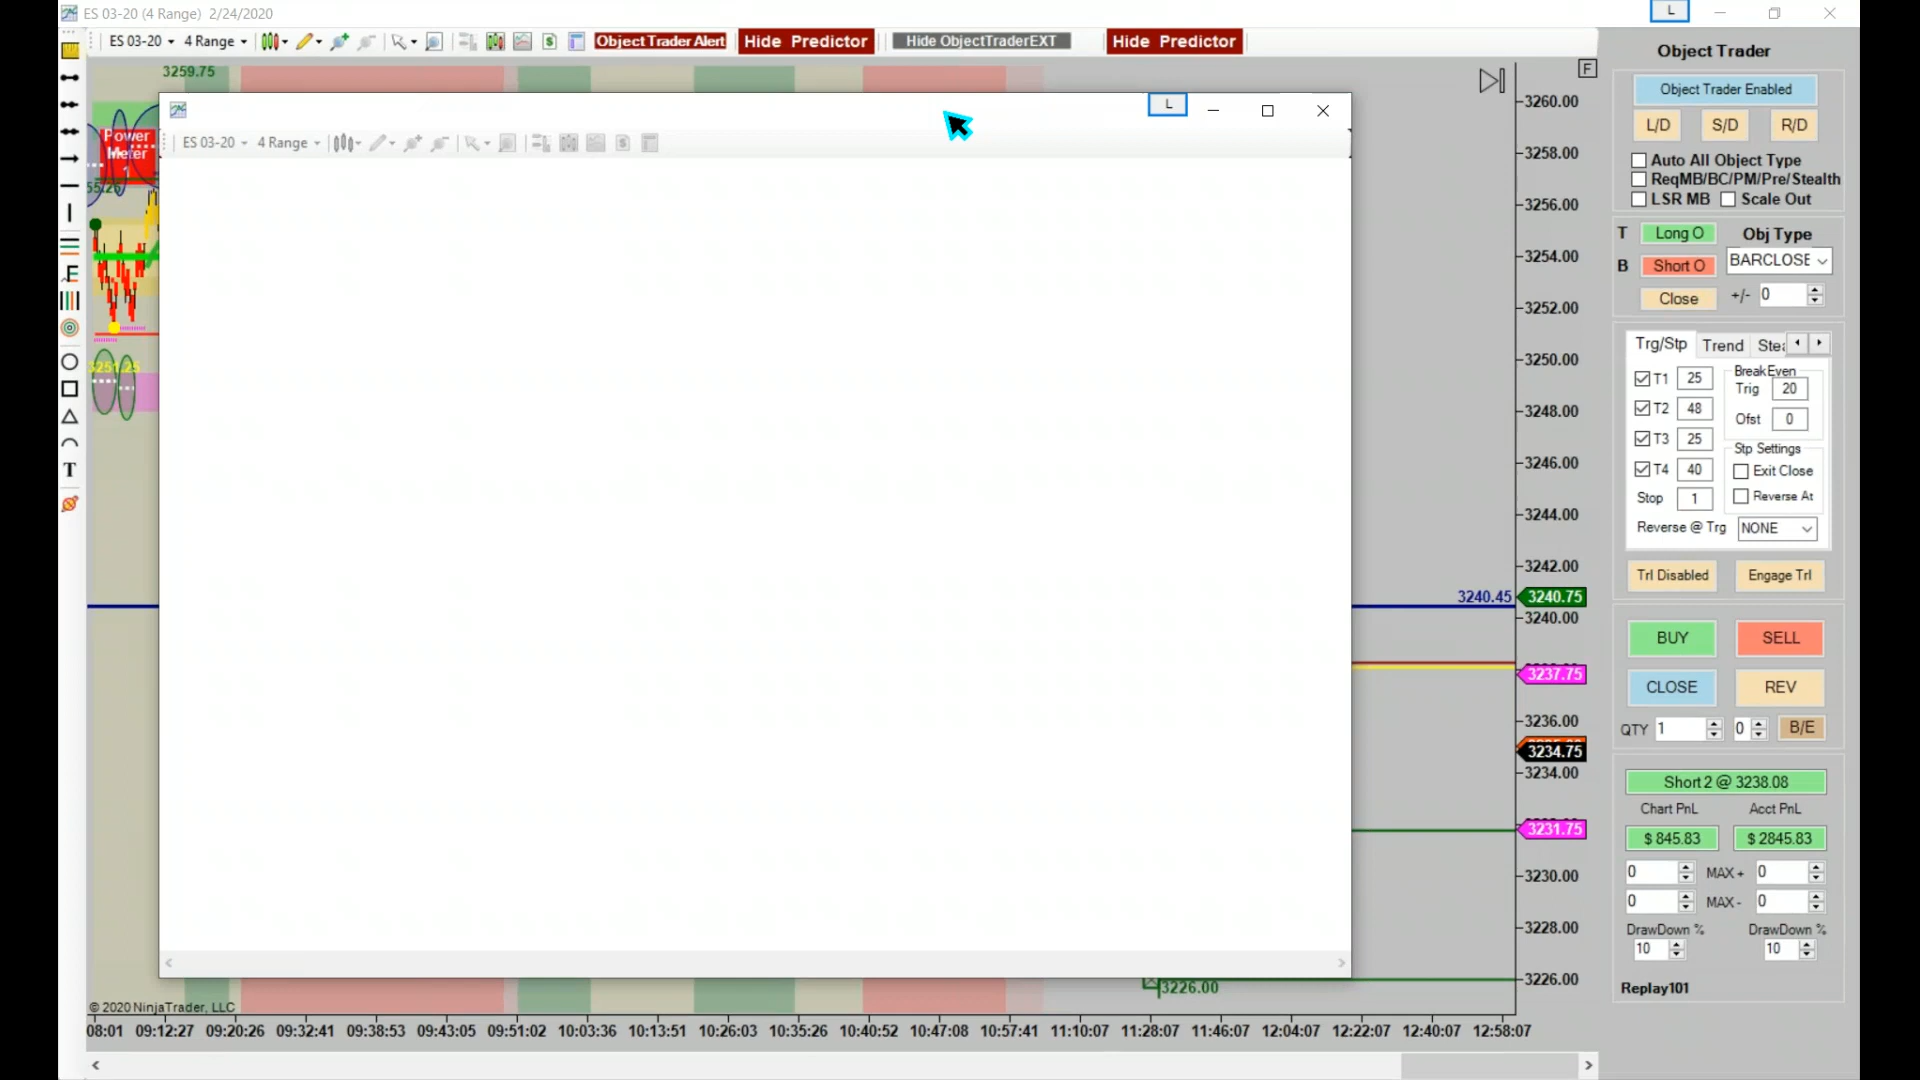 ES 03-20 (4 Range) 2/24/2020
L
ES 03-20 4 Range Object Trader Alert Hide Predictor Hide ObjectTraderEXT Hide Predictor
3259.75
F
Power
Meter
1
3251.25
L
ES 03-20 4 Range
3260.00
3258.00
3256.00
3254.00
3252.00
3250.00
3248.00
3246.00
3244.00
3242.00
3240.45
3240.75
3240.00
3237.75
3236.00
3234.75
3234.00
3231.75
3230.00
3228.00
3226.00
3226.00
© 2020 NinjaTrader, LLC
08:01 09:12:27 09:20:26 09:32:41 09:38:53 09:43:05 09:51:02 10:03:36 10:13:51 10:26:03 10:35:26 10:40:52 10:47:08 10:57:41 11:10:07 11:28:07 11:46:07 12:04:07 12:22:07 12:40:07 12:58:07
Object Trader
Object Trader Enabled
L/D S/D R/D
Auto All Object Type
ReqMB/BC/PM/Pre/Stealth
LSR MB Scale Out
T Long O Obj Type
B Short O BARCLOSE
Close +/- 0
Trg/Stp Trend Stea
T1 25 BreakEven
Trig 20
T2 48 Ofst 0
T3 25 Stp Settings
T4 40 Exit Close
Stop 1 Reverse At
Reverse @ Trg NONE
Trl Disabled Engage Trl
BUY SELL
CLOSE REV
QTY 1 0 B/E
Short 2 @ 3238.08
Chart PnL Acct PnL
$ 845.83 $ 2845.83
0 MAX + 0
0 MAX - 0
DrawDown % DrawDown %
10 10
Replay101